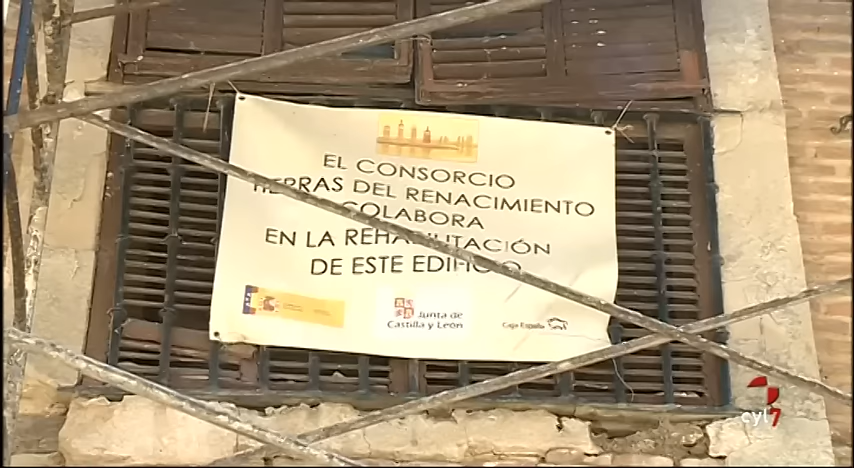 EL CONSORCIO
TIERRAS DEL RENACIMIENTO
COLABORA
EN LA REHABILITACIÓN
DE ESTE EDIFICIO
Junta de
Castilla y León
Caja España
cyl7